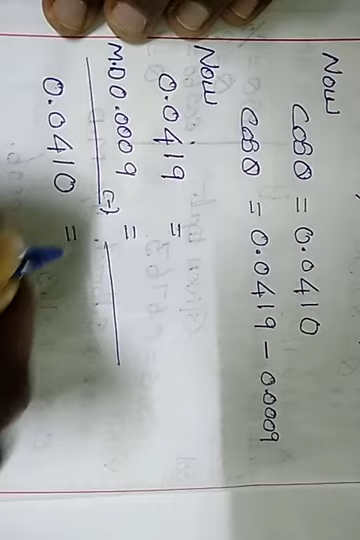 Now
Cosθ = 0.0410
Cosθ = 0.0419 - 0.0009
Now
0.0419 =
M.D 0.0009 =
(-)
0.0410 =